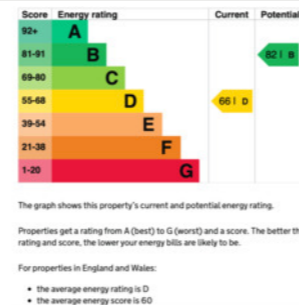 Score Energy rating Current Potential
92+ A
81-91 B 82 | B
69-80 C
55-68 D 66 | D
39-54 E
21-38 F
1-20 G
The graph shows this property's current and potential energy rating.
Properties get a rating from A (best) to G (worst) and a score. The better th
rating and score, the lower your energy bills are likely to be.
For properties in England and Wales:
• the average energy rating is D
• the average energy score is 60